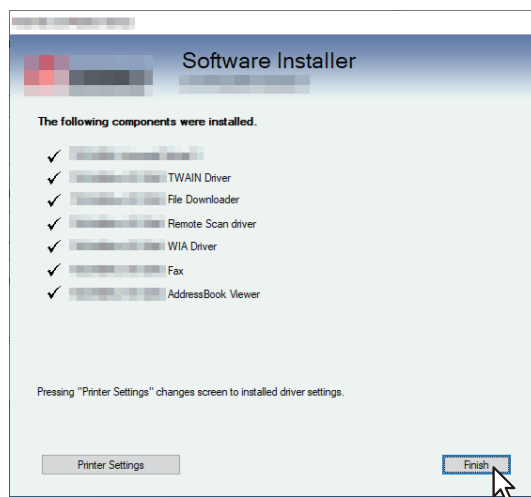 Software Installer
The following components were installed.
TWAIN Driver
File Downloader
Remote Scan driver
WIA Driver
Fax
AddressBook Viewer
Pressing "Printer Settings" changes screen to installed driver settings.
Printer Settings
Finish